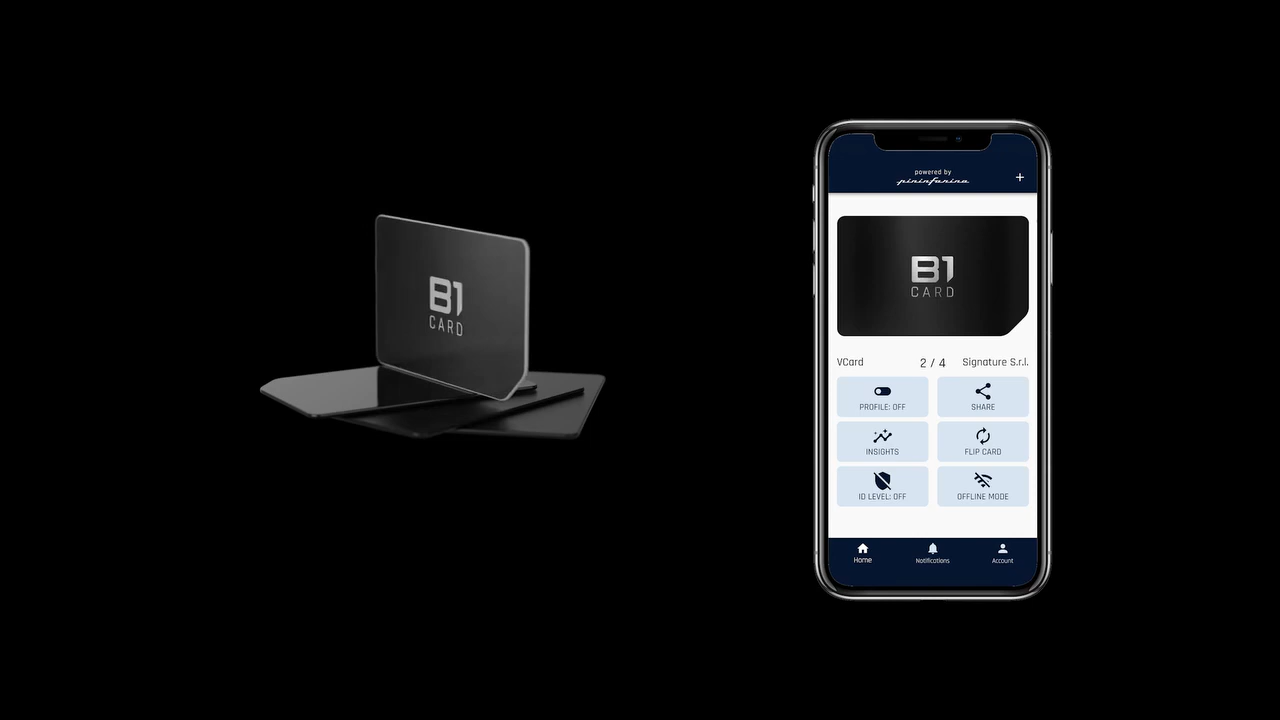 B1
CARD
powered by
pininfarina
+
B1
CARD
VCard 2 / 4 Signature S.r.l.
PROFILE: OFF SHARE
INSIGHTS FLIP CARD
ID LEVEL: OFF OFFLINE MODE
Home Notifications Account